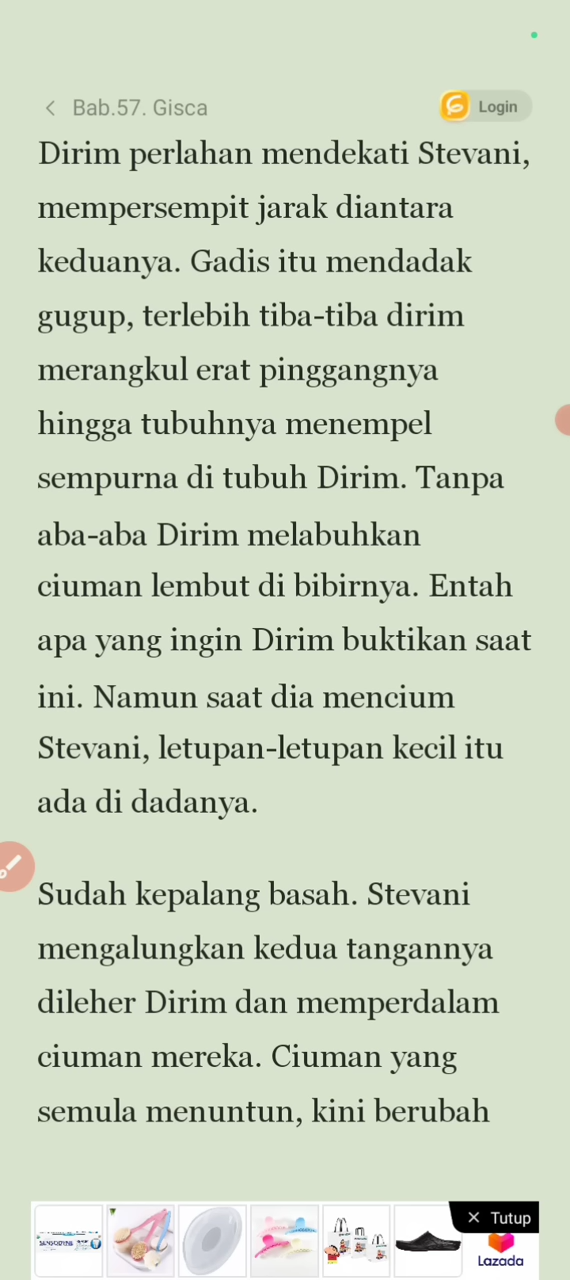 Bab.57. Gisca
Login
Dirim perlahan mendekati Stevani,
mempersempit jarak diantara
keduanya. Gadis itu mendadak
gugup, terlebih tiba-tiba dirim
merangkul erat pinggangnya
hingga tubuhnya menempel
sempurna di tubuh Dirim. Tanpa
aba-aba Dirim melabuhkan
ciuman lembut di bibirnya. Entah
apa yang ingin Dirim buktikan saat
ini. Namun saat dia mencium
Stevani, letupan-letupan kecil itu
ada di dadanya.
Sudah kepalang basah. Stevani
mengalungkan kedua tangannya
dileher Dirim dan memperdalam
ciuman mereka. Ciuman yang
semula menuntun, kini berubah
Tutup
SENSODYNE
Lazada